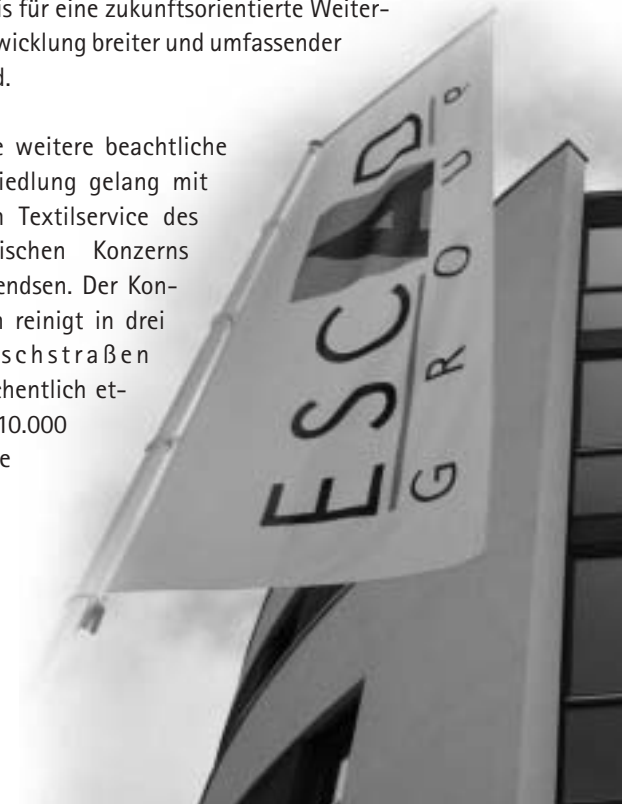 is für eine zukunftsorientierte Weiter-
wicklung breiter und umfassender
d.
e weitere beachtliche
iedlung gelang mit
n Textilservice des
ischen Konzerns
endsen. Der Kon-
n reinigt in drei
schstraßen
chentlich et-
10.000
e
ESCAD
GROUP